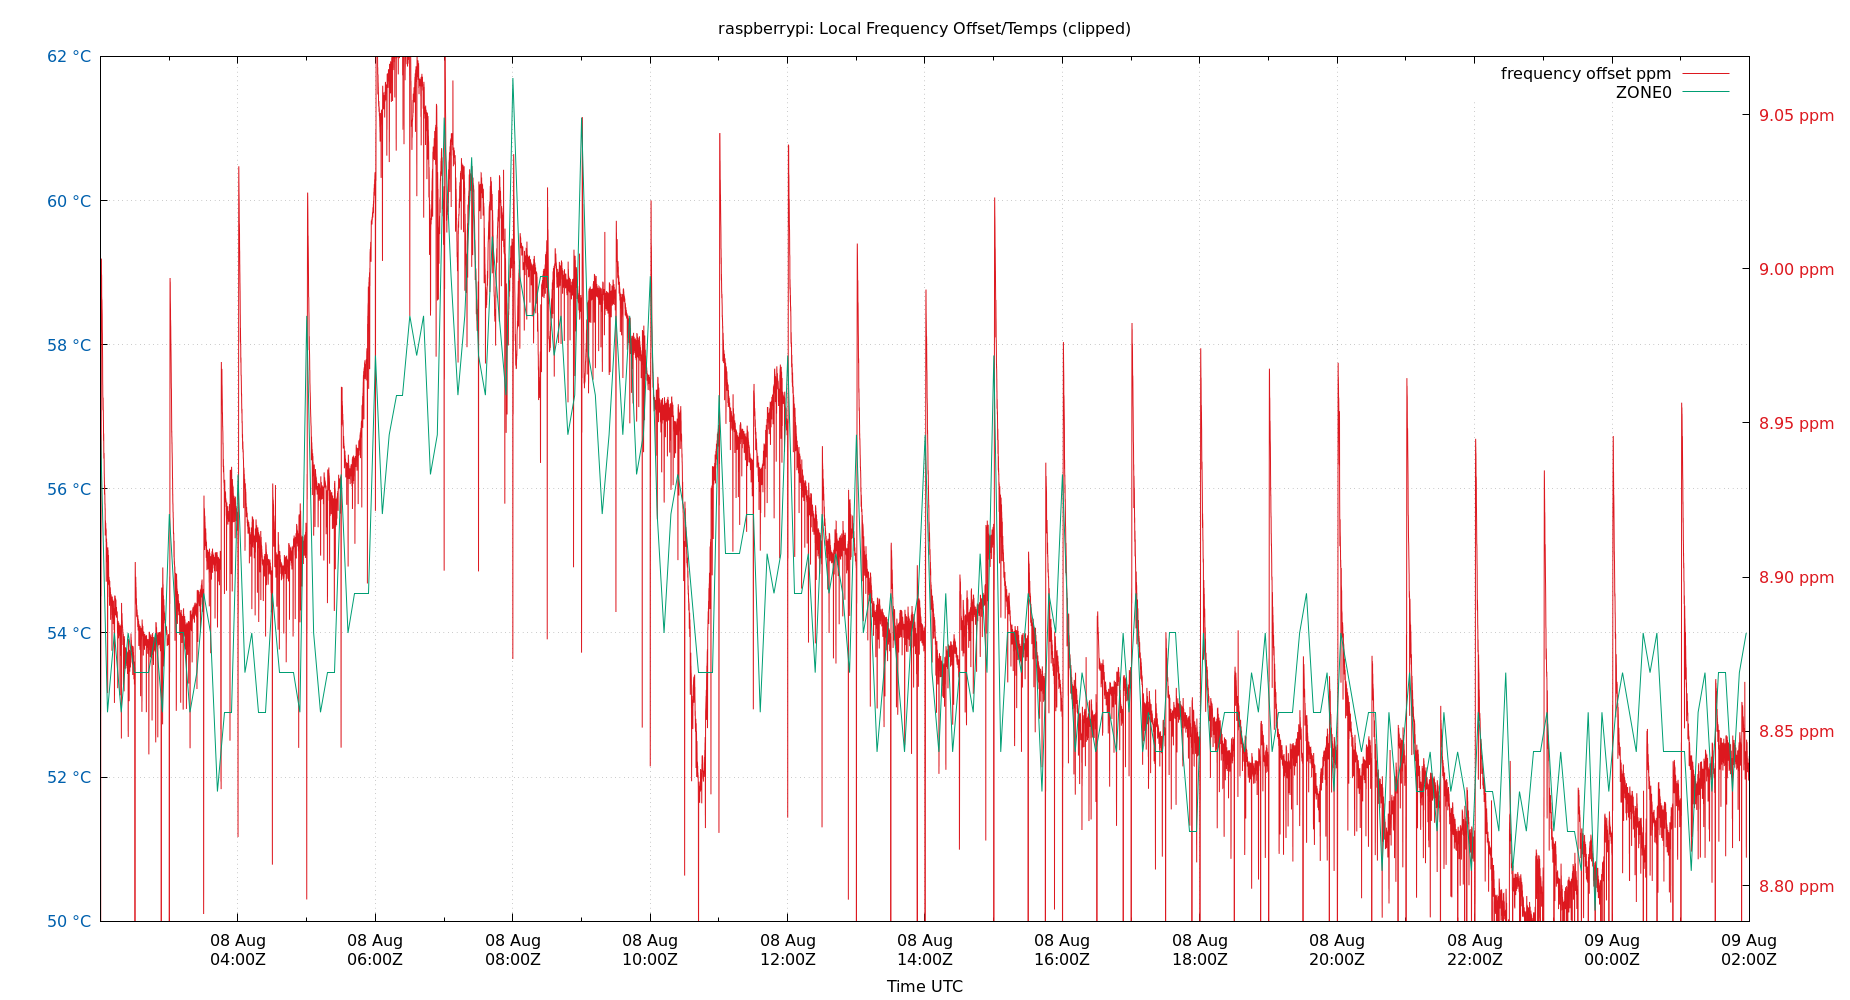 raspberrypi: Local Frequency Offset/Temps (clipped)
62 °C
60 °C
58 °C
56 °C
54 °C
52 °C
50 °C
frequency offset ppm
ZONE0
9.05 ppm
9.00 ppm
8.95 ppm
8.90 ppm
8.85 ppm
8.80 ppm
08 Aug 08 Aug 08 Aug 08 Aug 08 Aug 08 Aug 08 Aug 08 Aug 08 Aug 08 Aug 09 Aug 09 Aug
04:00Z 06:00Z 08:00Z 10:00Z 12:00Z 14:00Z 16:00Z 18:00Z 20:00Z 22:00Z 00:00Z 02:00Z
Time UTC